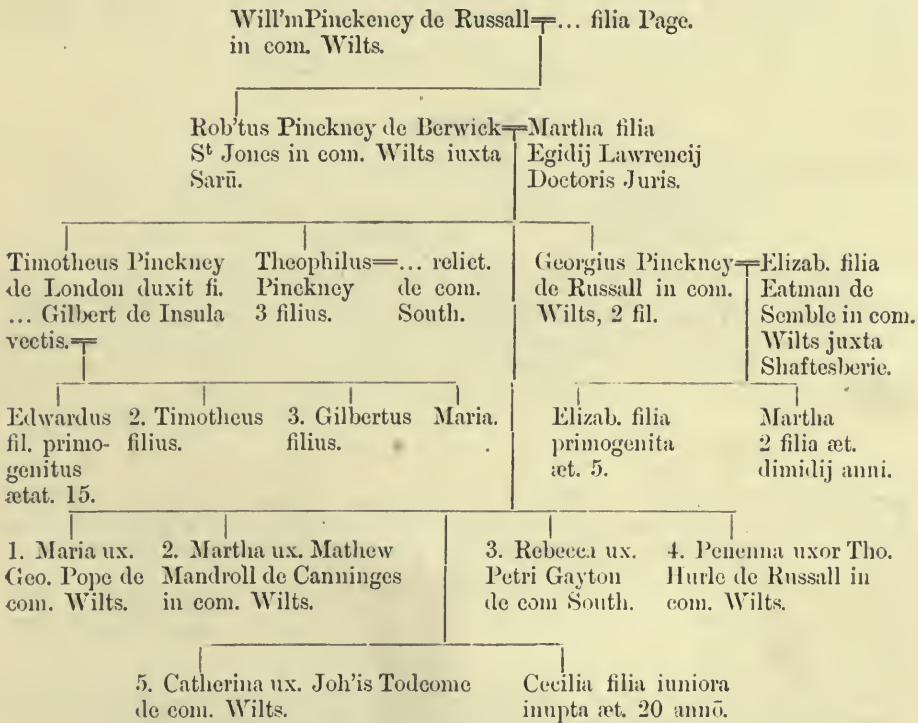 Will'mPinckeney de Russall=... filia Page.
in com. Wilts.
Rob'tus Pinckney de Berwick=Martha filia
Sᵗ Jones in com. Wilts iuxta Egidij Lawrencij
Sarū. Doctoris Juris.
Timotheus Pinckney
de London duxit fi.
... Gilbert de Insula
vectis.=
Theophilus=... relict.
Pinckney de com.
3 filius. South.
Georgius Pinckney=Elizab. filia
de Russall in com. Eatman de
Wilts, 2 fil. Semble in com.
Wilts juxta
Shaftesberie.
Edwardus
fil. primo-
genitus
ætat. 15.
2. Timotheus
filius.
3. Gilbertus
filius.
Maria.
Elizab. filia
primogenita
æt. 5.
Martha
2 filia æt.
dimidij anni.
1. Maria ux.
Geo. Pope de
com. Wilts.
2. Martha ux. Mathew
Mandroll de Canninges
in com. Wilts.
3. Rebecca ux.
Petri Gayton
de com South.
4. Penenna uxor Tho.
Hurle de Russall in
com. Wilts.
5. Catherina ux. Joh'is Todcome
de com. Wilts.
Cecilia filia iuniora
inupta æt. 20 annō.